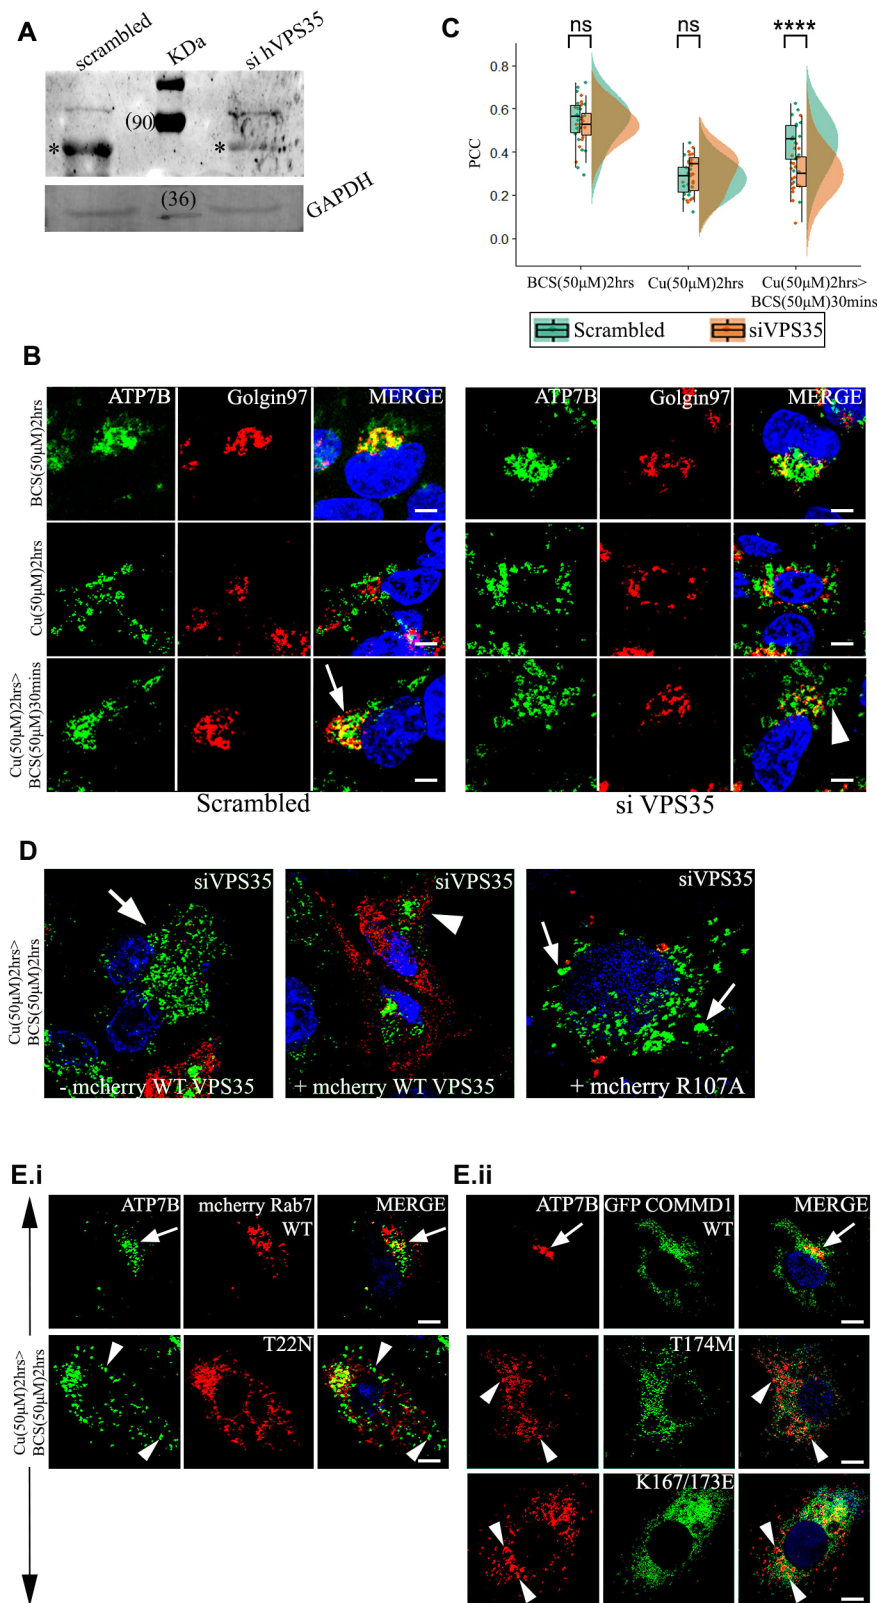 A
scrambled
KDa
si hVPS35
(90)
*
*
(36)
GAPDH
C
ns
ns
****
PCC
0.8
0.6
0.4
0.2
0.0
BCS(50µM)2hrs
Cu(50µM)2hrs
Cu(50µM)2hrs>
BCS(50µM)30mins
Scrambled
siVPS35
B
ATP7B
Golgin97
MERGE
ATP7B
Golgin97
MERGE
BCS(50µM)2hrs
Cu(50µM)2hrs
Cu(50µM)2hrs>
BCS(50µM)30mins
Scrambled
si VPS35
D
siVPS35
siVPS35
siVPS35
Cu(50µM)2hrs>
BCS(50µM)2hrs
- mcherry WT VPS35
+ mcherry WT VPS35
+ mcherry R107A
E.i
E.ii
ATP7B
mcherry Rab7
WT
MERGE
ATP7B
GFP COMMD1
WT
MERGE
T22N
T174M
Cu(50µM)2hrs>
BCS(50µM)2hrs
K167/173E